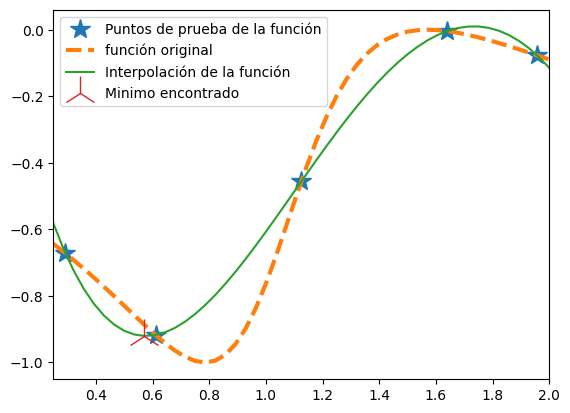 0.0
−0.2
−0.4
−0.6
−0.8
−1.0
Puntos de prueba de la función
función original
Interpolación de la función
Minimo encontrado
0.4 0.6 0.8 1.0 1.2 1.4 1.6 1.8 2.0